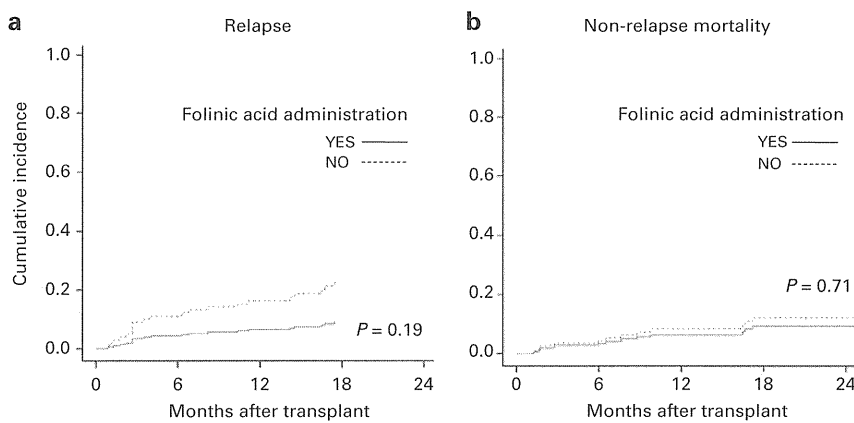 a
Relapse
1.0
0.8
0.6
0.4
0.2
0.0
Cumulative incidence
Folinic acid administration
YES
NO
P = 0.19
0 6 12 18 24
Months after transplant
b
Non-relapse mortality
1.0
0.8
0.6
0.4
0.2
0.0
Folinic acid administration
YES
NO
P = 0.71
0 6 12 18 24
Months after transplant